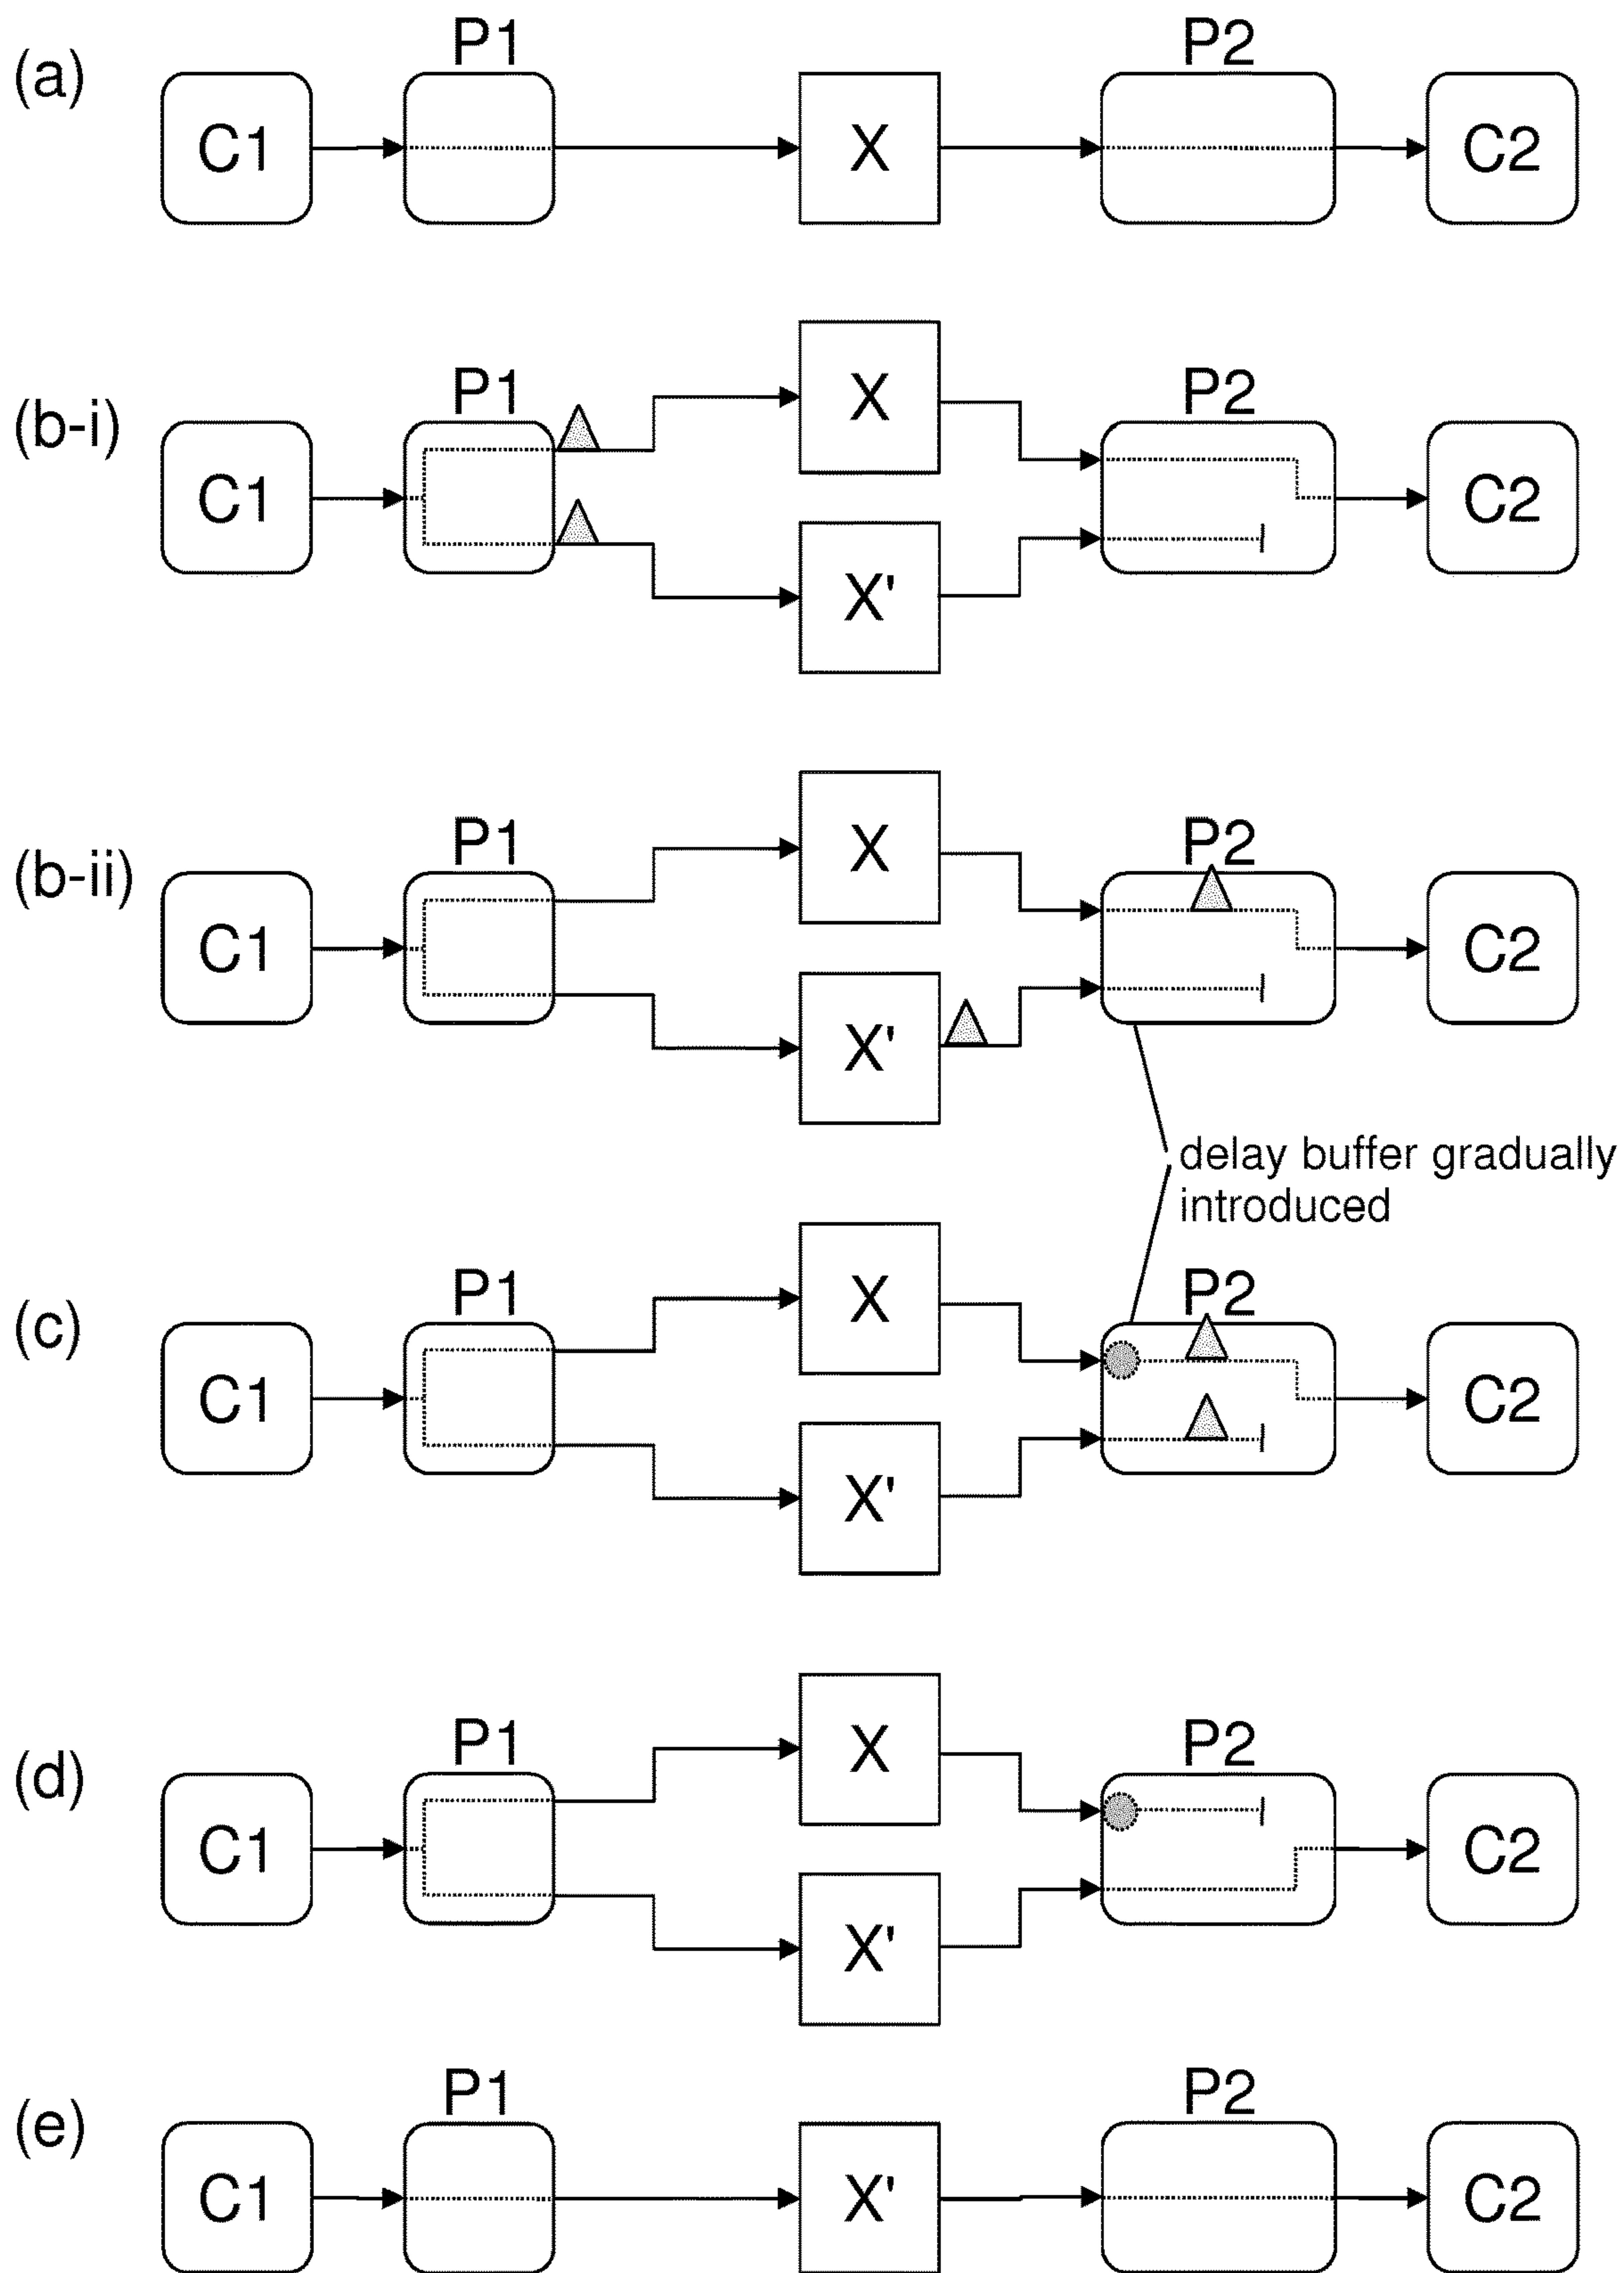 (a)
P1
P2
C1
X
C2
(b-i)
P1
P2
X
C1
C2
X'
(b-ii)
P1
P2
X
C1
C2
X'
delay buffer gradually
introduced
(c)
P1
P2
X
C1
C2
X'
(d)
P1
P2
X
C1
C2
X'
(e)
P1
P2
C1
X'
C2